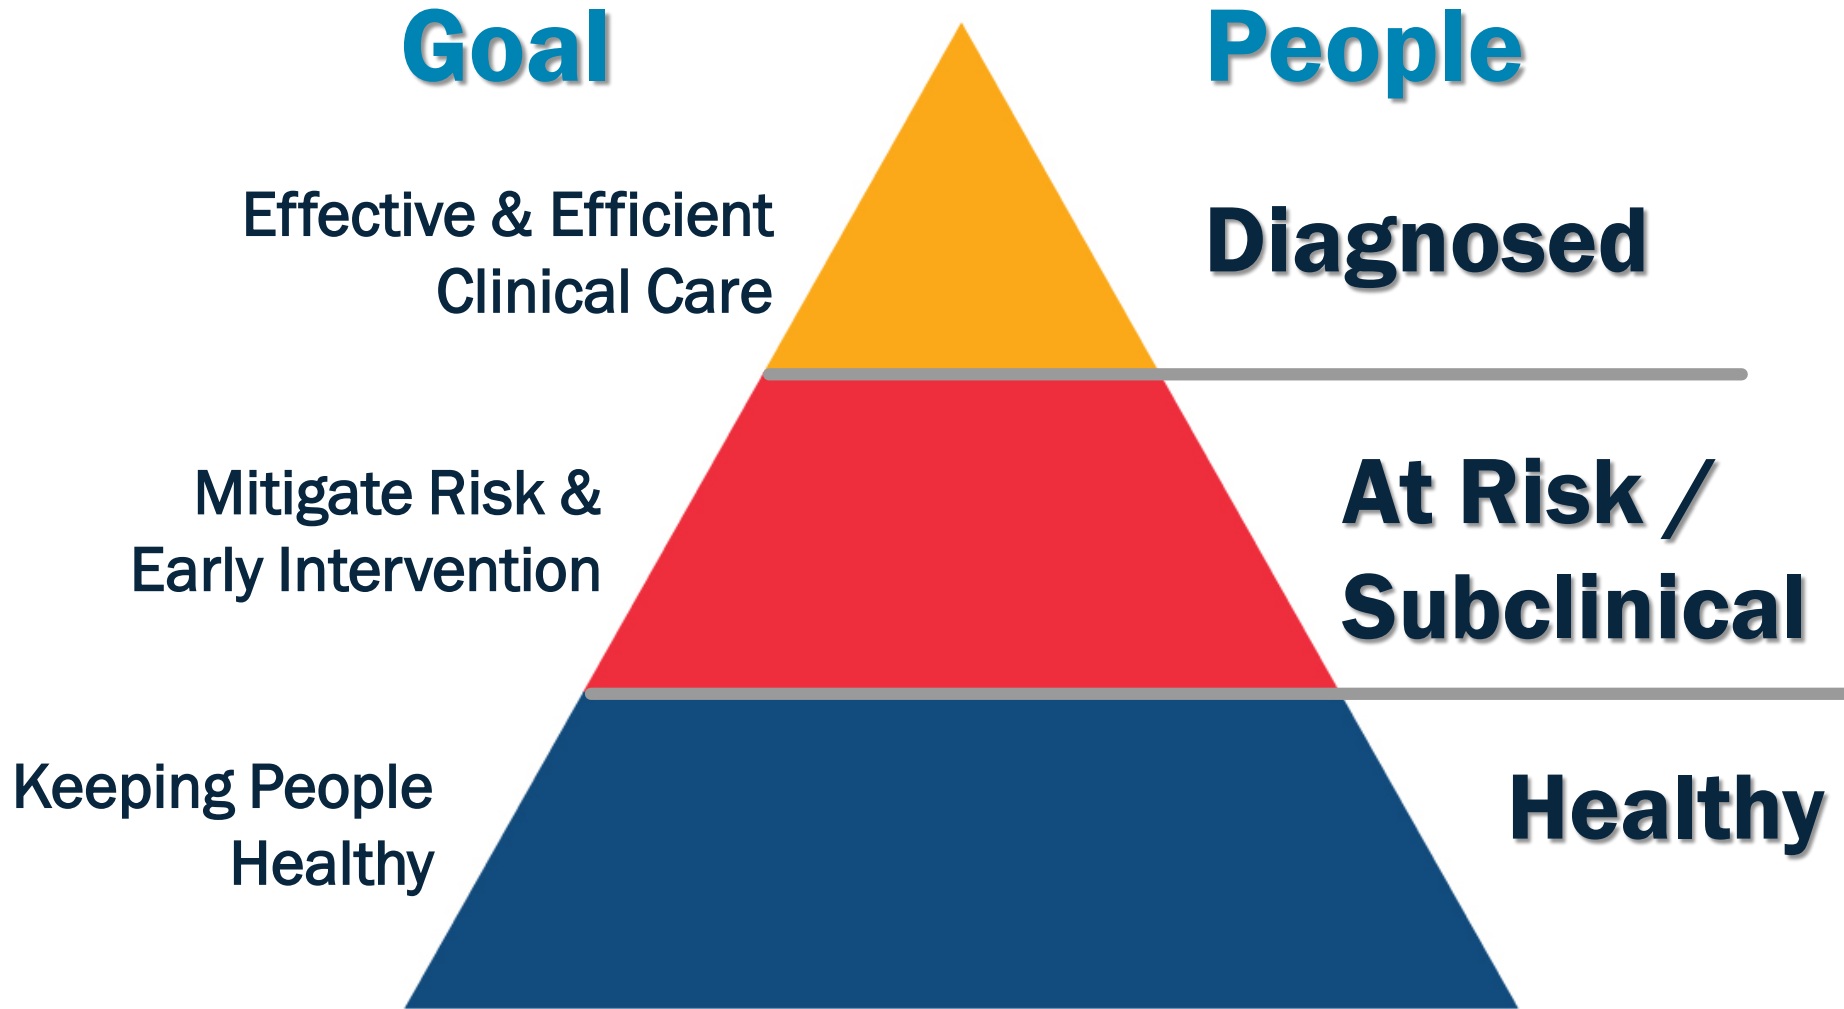 Goal
People
Effective & Efficient
Clinical Care
Diagnosed
Mitigate Risk &
Early Intervention
At Risk /
Subclinical
Keeping People
Healthy
Healthy